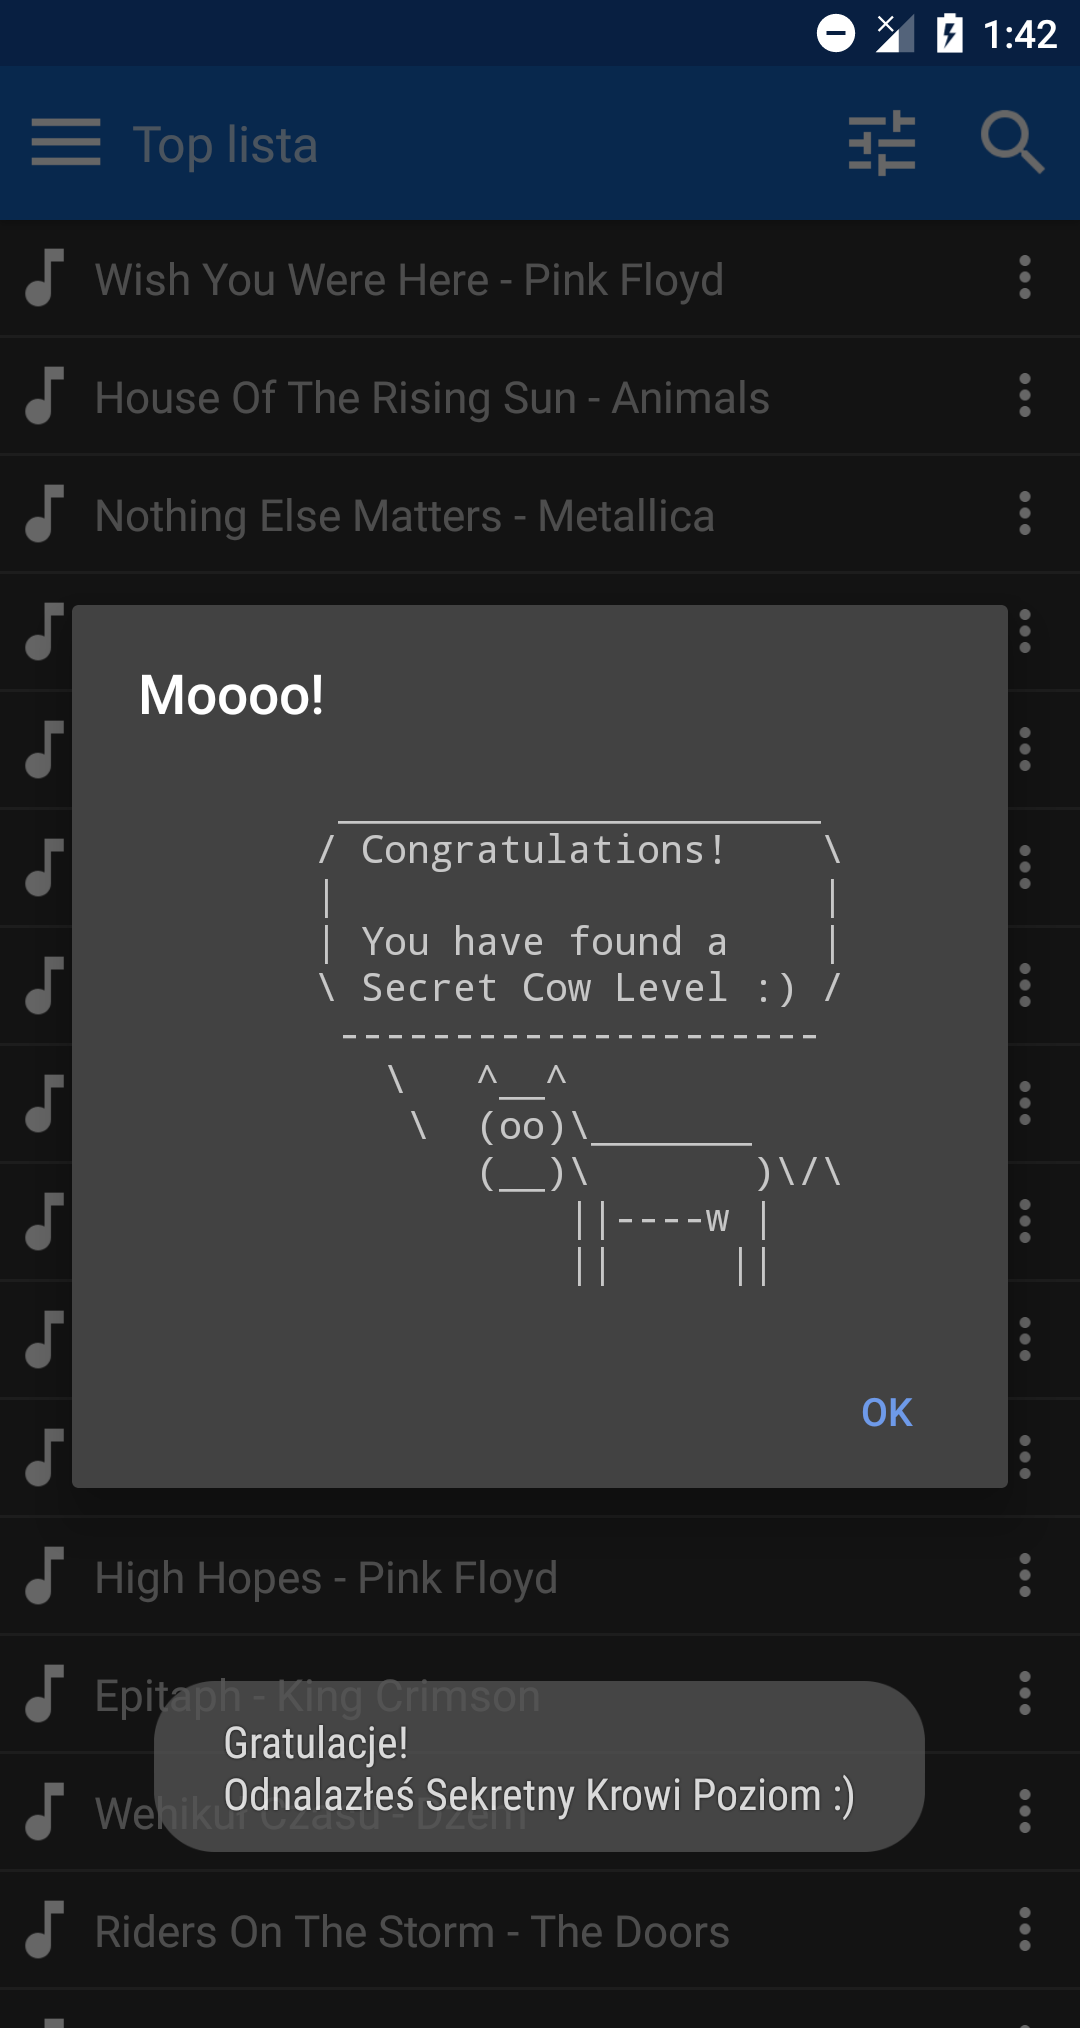 1:42
Top lista
Wish You Were Here - Pink Floyd
House Of The Rising Sun - Animals
Nothing Else Matters - Metallica
Moooo!
 _____________________
/ Congratulations!    \
|                      |
| You have found a    |
\ Secret Cow Level :) /
 ---------------------
   \   ^__^
    \  (oo)\_______
       (__)\       )\/\
           ||----w |
           ||     ||
OK
High Hopes - Pink Floyd
Epitaph - King Crimson
Gratulacje!
Odnalazłeś Sekretny Krowi Poziom :)
Wehikuł Czasu - Dżem
Riders On The Storm - The Doors